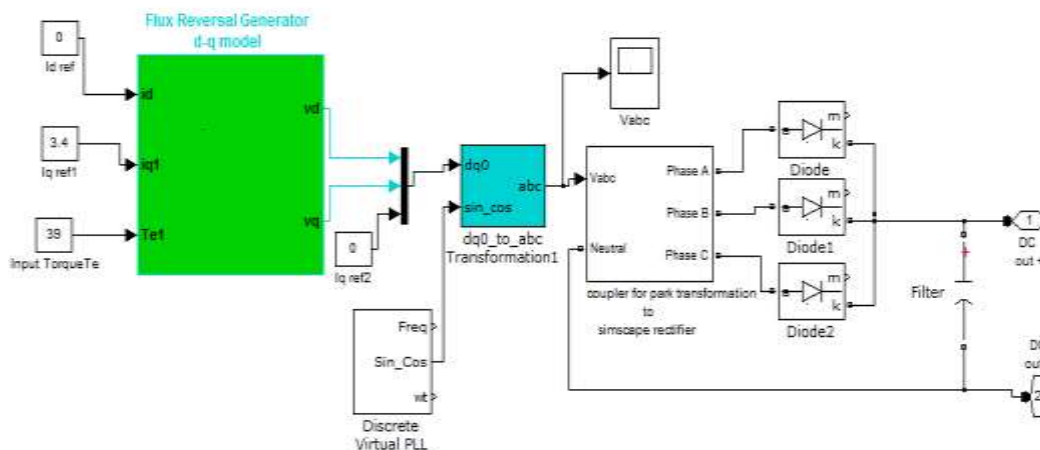 Flux Reversal Generator
d-q model
0
Id ref
id
vd
3.4
Iq ref1
iq1
vq
39
Input TorqueTe
Te1
0
Iq ref2
dq0
abc
sin_cos
dq0_to_abc
Transformation1
Freq
Sin_Cos
wt
Discrete
Virtual PLL
Vabc
Vabc
Phase A
Phase B
Neutral
Phase C
coupler for park transformation
to
simscape rectifier
m
a
k
Diode
m
a
k
Diode1
m
a
k
Diode2
+
Filter
1
DC
out +
DC
out
2